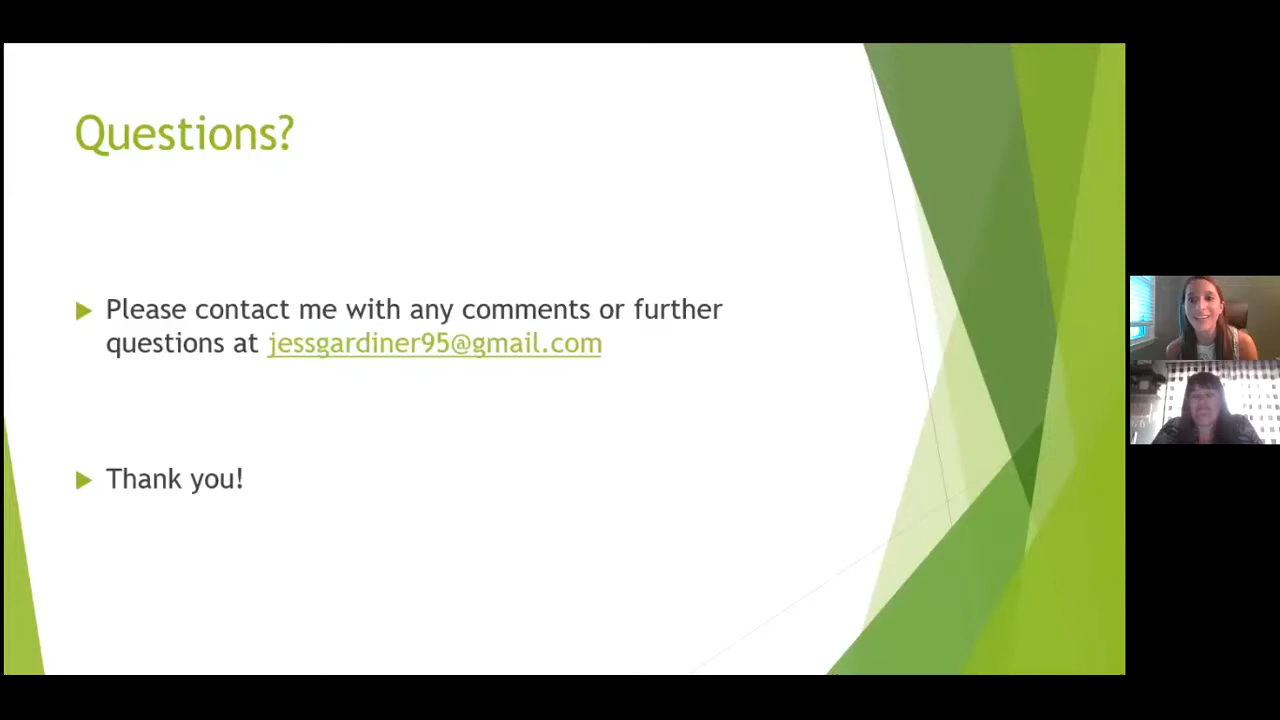 Questions?
Please contact me with any comments or further
questions at jessgardiner95@gmail.com
Thank you!